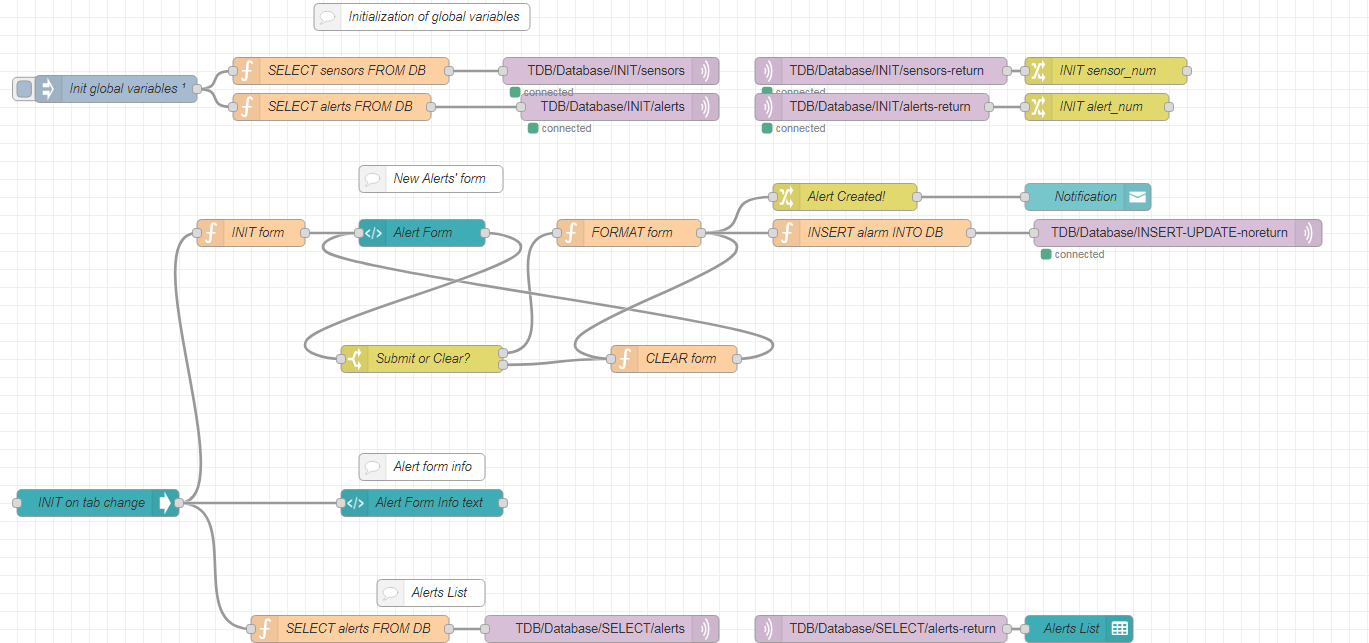 Initialization of global variables
Init global variables ¹
SELECT sensors FROM DB
TDB/Database/INIT/sensors
connected
TDB/Database/INIT/sensors-return
connected
INIT sensor_num
SELECT alerts FROM DB
TDB/Database/INIT/alerts
connected
TDB/Database/INIT/alerts-return
connected
INIT alert_num
New Alerts' form
Alert Created!
Notification
INIT form
Alert Form
FORMAT form
INSERT alarm INTO DB
TDB/Database/INSERT-UPDATE-noreturn
connected
Submit or Clear?
CLEAR form
Alert form info
INIT on tab change
Alert Form Info text
Alerts List
SELECT alerts FROM DB
TDB/Database/SELECT/alerts
TDB/Database/SELECT/alerts-return
Alerts List